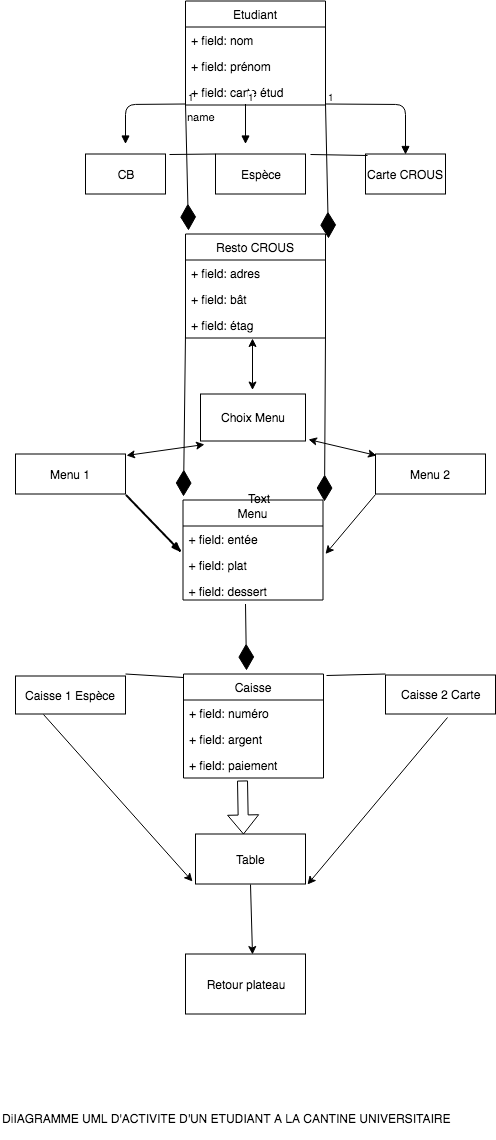 Etudiant
+ field: nom
+ field: prénom
+ field: carte étud
1
1
1
name
CB
Espèce
Carte CROUS
Resto CROUS
+ field: adres
+ field: bât
+ field: étag
Choix Menu
Menu 1
Menu 2
Text
Menu
+ field: entée
+ field: plat
+ field: dessert
Caisse 1 Espèce
Caisse
Caisse 2 Carte
+ field: numéro
+ field: argent
+ field: paiement
Table
Retour plateau
DiIAGRAMME UML D'ACTIVITE D'UN ETUDIANT A LA CANTINE UNIVERSITAIRE